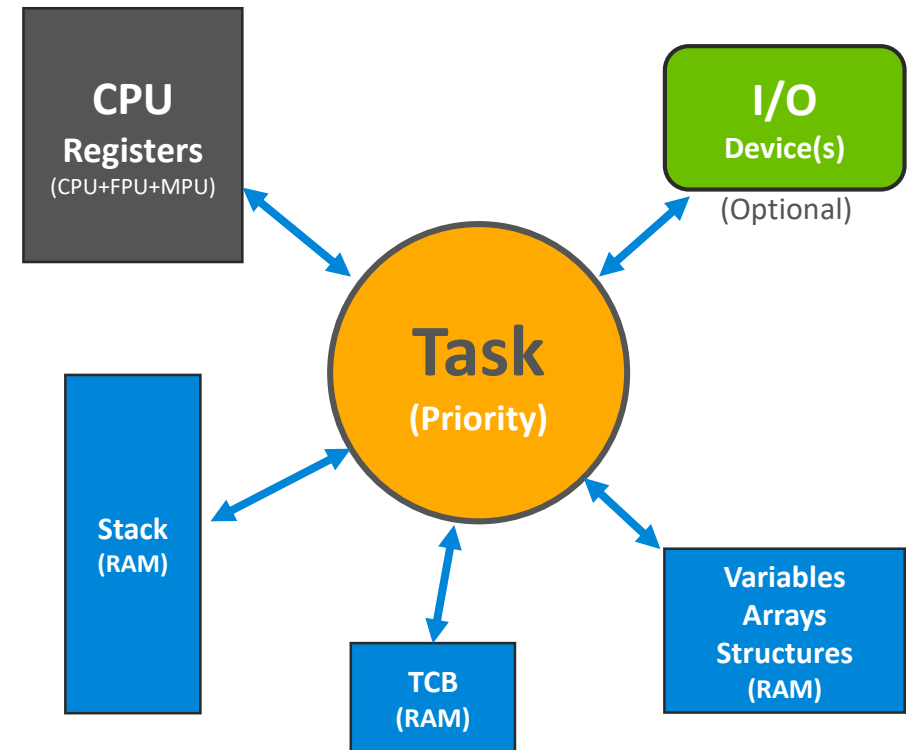 CPU
Registers
(CPU+FPU+MPU)
I/O
Device(s)
(Optional)
Task
(Priority)
Stack
(RAM)
TCB
(RAM)
Variables
Arrays
Structures
(RAM)